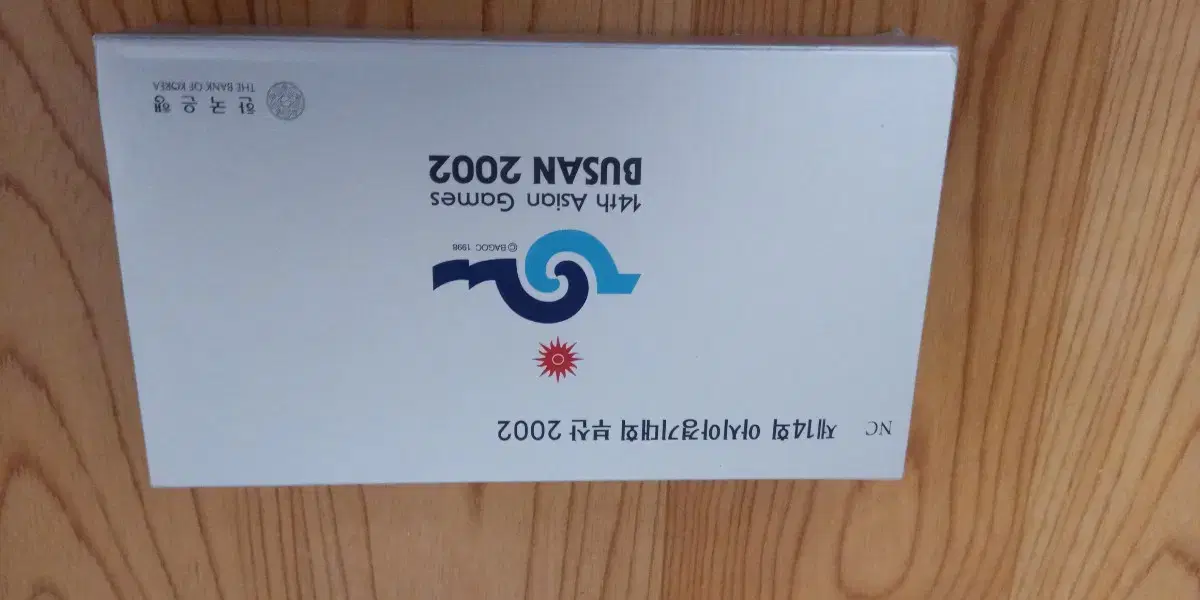 NC 제14회 아시아경기대회 부산 2002
© BAGOC 1998
14th Asian Games
BUSAN 2002
한국은행
THE BANK OF KOREA